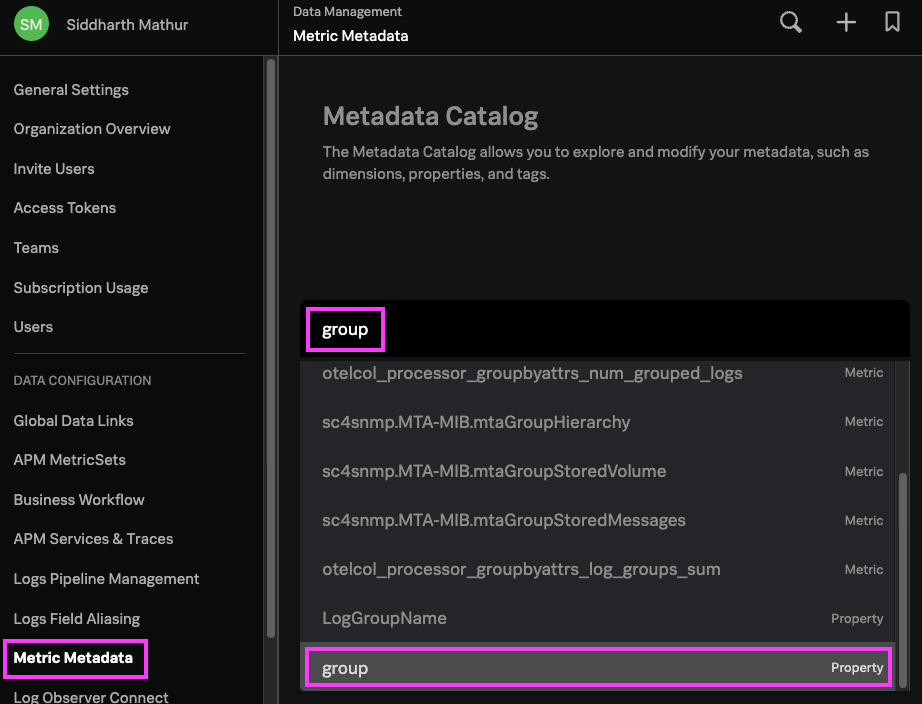 SM
Siddharth Mathur
General Settings
Organization Overview
Invite Users
Access Tokens
Teams
Subscription Usage
Users
DATA CONFIGURATION
Global Data Links
APM MetricSets
Business Workflow
APM Services & Traces
Logs Pipeline Management
Logs Field Aliasing
Metric Metadata
Log Observer Connect
Data Management
Metric Metadata
Metadata Catalog
The Metadata Catalog allows you to explore and modify your metadata, such as
dimensions, properties, and tags.
group
otelcol_processor_groupbyattrs_num_grouped_logs Metric
sc4snmp.MTA-MIB.mtaGroupHierarchy Metric
sc4snmp.MTA-MIB.mtaGroupStoredVolume Metric
sc4snmp.MTA-MIB.mtaGroupStoredMessages Metric
otelcol_processor_groupbyattrs_log_groups_sum Metric
LogGroupName Property
group Property